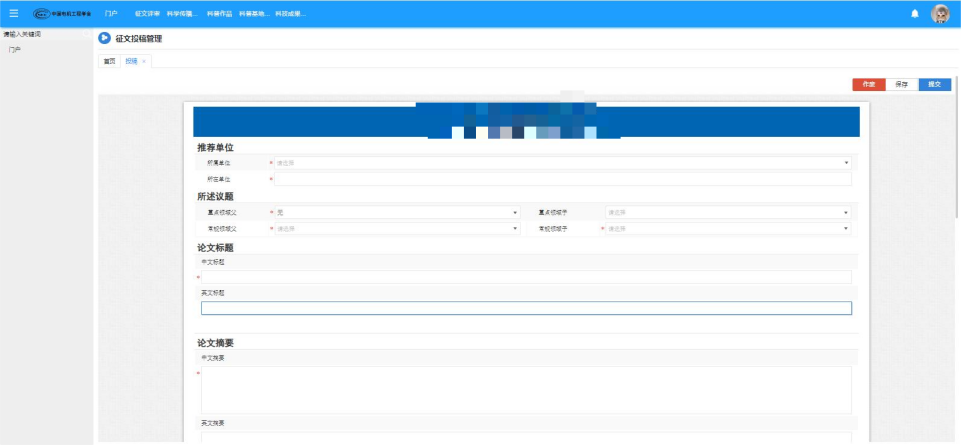 中国电机工程学会 门户 征文评审 科学传播... 科普作品 科普基地... 科技成果...
请输入关键词
门户
征文投稿管理
首页 投稿 ×
作废 保存 提交
推荐单位
所属单位 * 请选择
所在单位 *
所述议题
重点领域父 * 是 重点领域子 请选择
常规领域父 * 请选择 常规领域子 * 请选择
论文标题
中文标题
*
英文标题
论文摘要
中文摘要
*
英文摘要